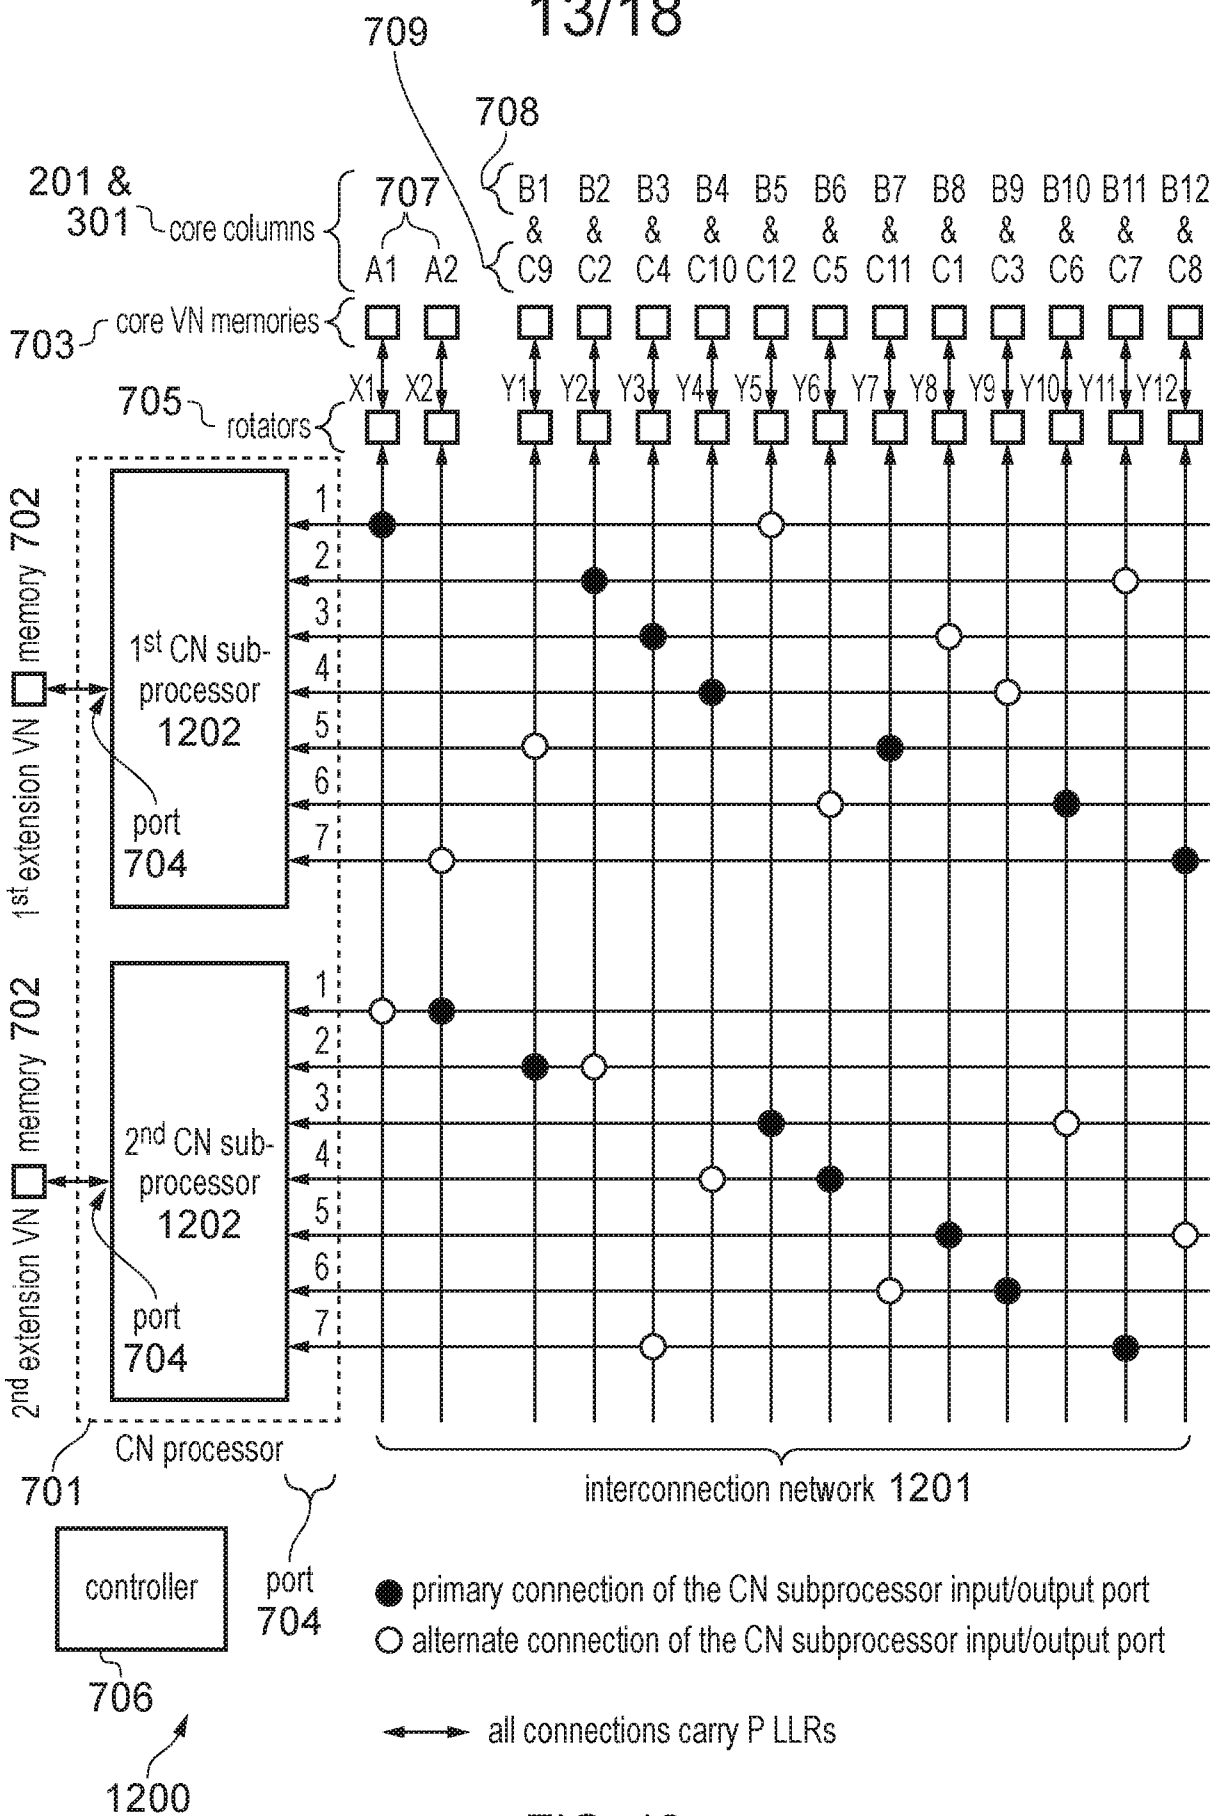 13/18
709
708
201 &
301
core columns
707
A1 A2
B1 B2 B3 B4 B5 B6 B7 B8 B9 B10 B11 B12
& & & & & & & & & & & &
C9 C2 C4 C10 C12 C5 C11 C1 C3 C6 C7 C8
703
core VN memories
X1 X2 Y1 Y2 Y3 Y4 Y5 Y6 Y7 Y8 Y9 Y10 Y11 Y12
705
rotators
1
2
3
4
5
6
7
1st CN sub-
processor
1202
port
704
1st extension VN memory 702
1
2
3
4
5
6
7
2nd CN sub-
processor
1202
port
704
2nd extension VN memory 702
CN processor
701
interconnection network 1201
controller
706
port
704
primary connection of the CN subprocessor input/output port
alternate connection of the CN subprocessor input/output port
all connections carry P LLRs
1200